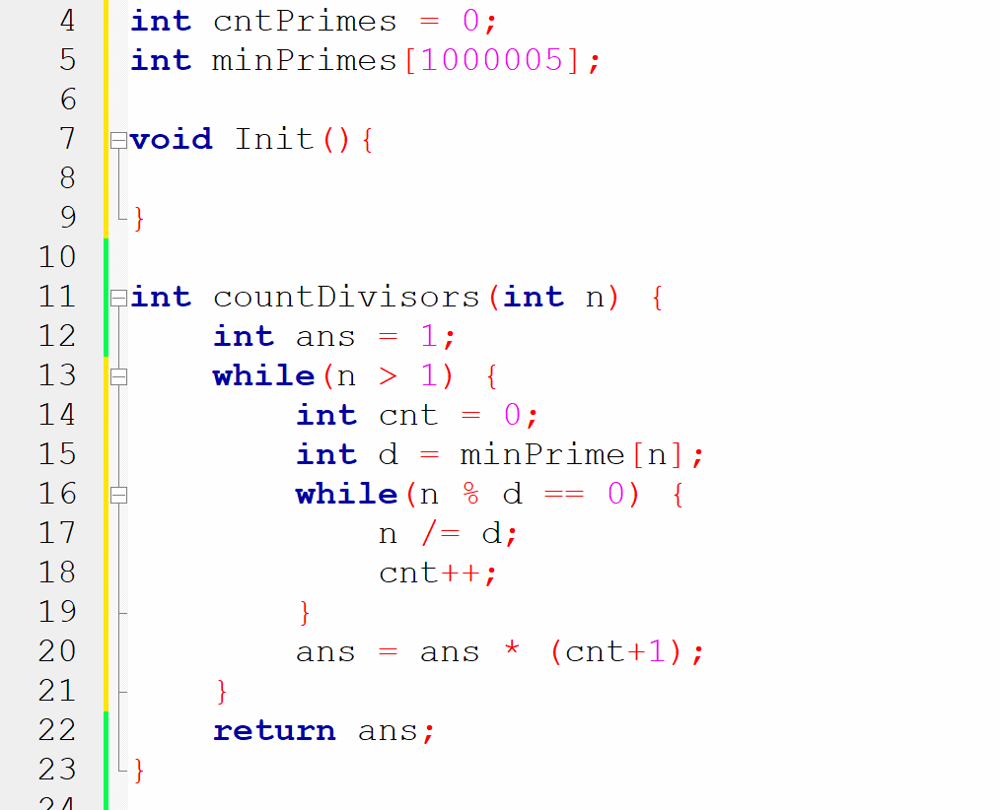 4 int cntPrimes = 0;
5 int minPrimes[1000005];
6
7 void Init(){
8
9 }
10
11 int countDivisors(int n) {
12     int ans = 1;
13     while(n > 1) {
14         int cnt = 0;
15         int d = minPrime[n];
16         while(n % d == 0) {
17             n /= d;
18             cnt++;
19         }
20         ans = ans * (cnt+1);
21     }
22     return ans;
23 }
24